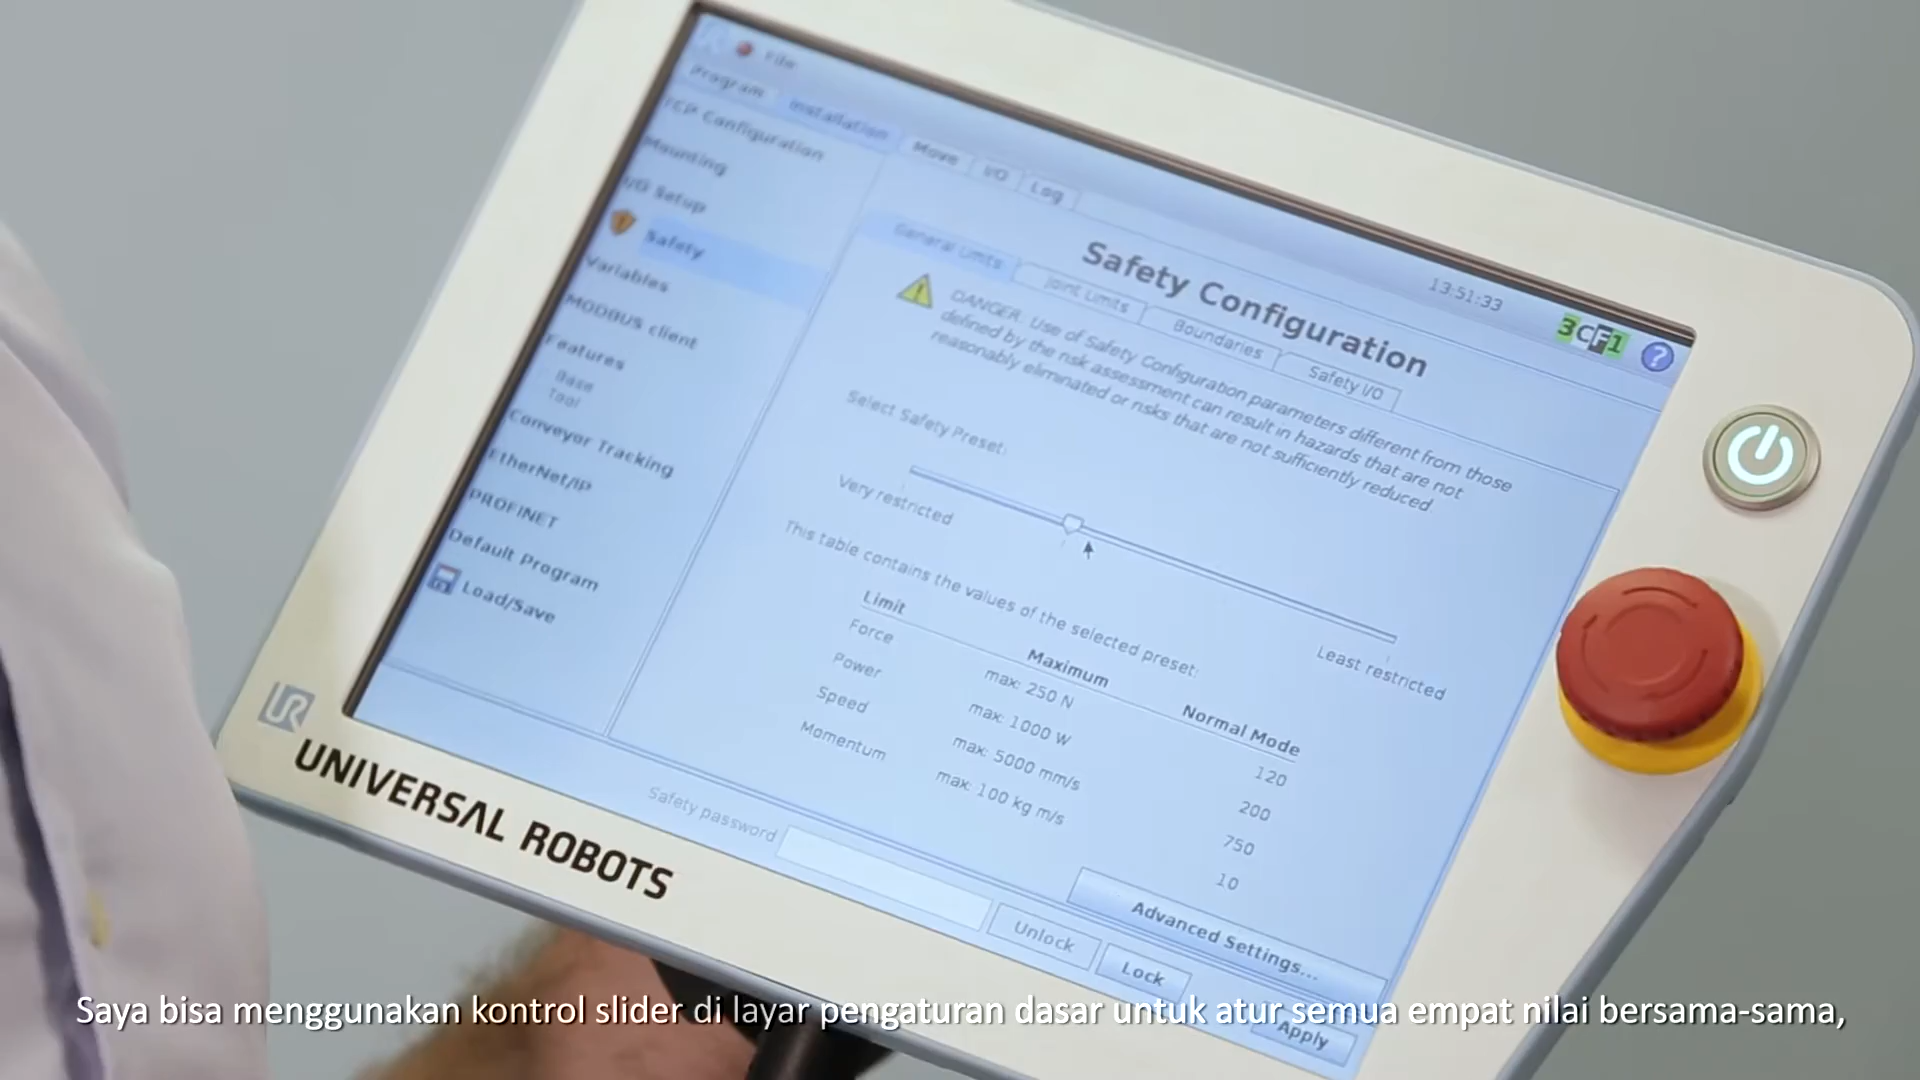 File
Program
Installation
Move
I/O
Log
13:51:33
3CF1
?
TCP Configuration
Mounting
I/O Setup
Safety
Variables
MODBUS client
Features
Base
Tool
Conveyor Tracking
EtherNet/IP
PROFINET
Default Program
Load/Save
Safety Configuration
General Limits
Joint Limits
Boundaries
Safety I/O
DANGER. Use of Safety Configuration parameters different from those
defined by the risk assessment can result in hazards that are not
reasonably eliminated or risks that are not sufficiently reduced.
Select Safety Preset:
Very restricted
Least restricted
This table contains the values of the selected preset:
Limit Maximum Normal Mode
Force max: 250 N 120
Power max: 1000 W 200
Speed max: 5000 mm/s 750
Momentum max: 100 kg m/s 10
Advanced Settings...
Safety password
Unlock
Lock
Apply
UR
UNIVERSAL ROBOTS
Saya bisa menggunakan kontrol slider di layar pengaturan dasar untuk atur semua empat nilai bersama-sama,